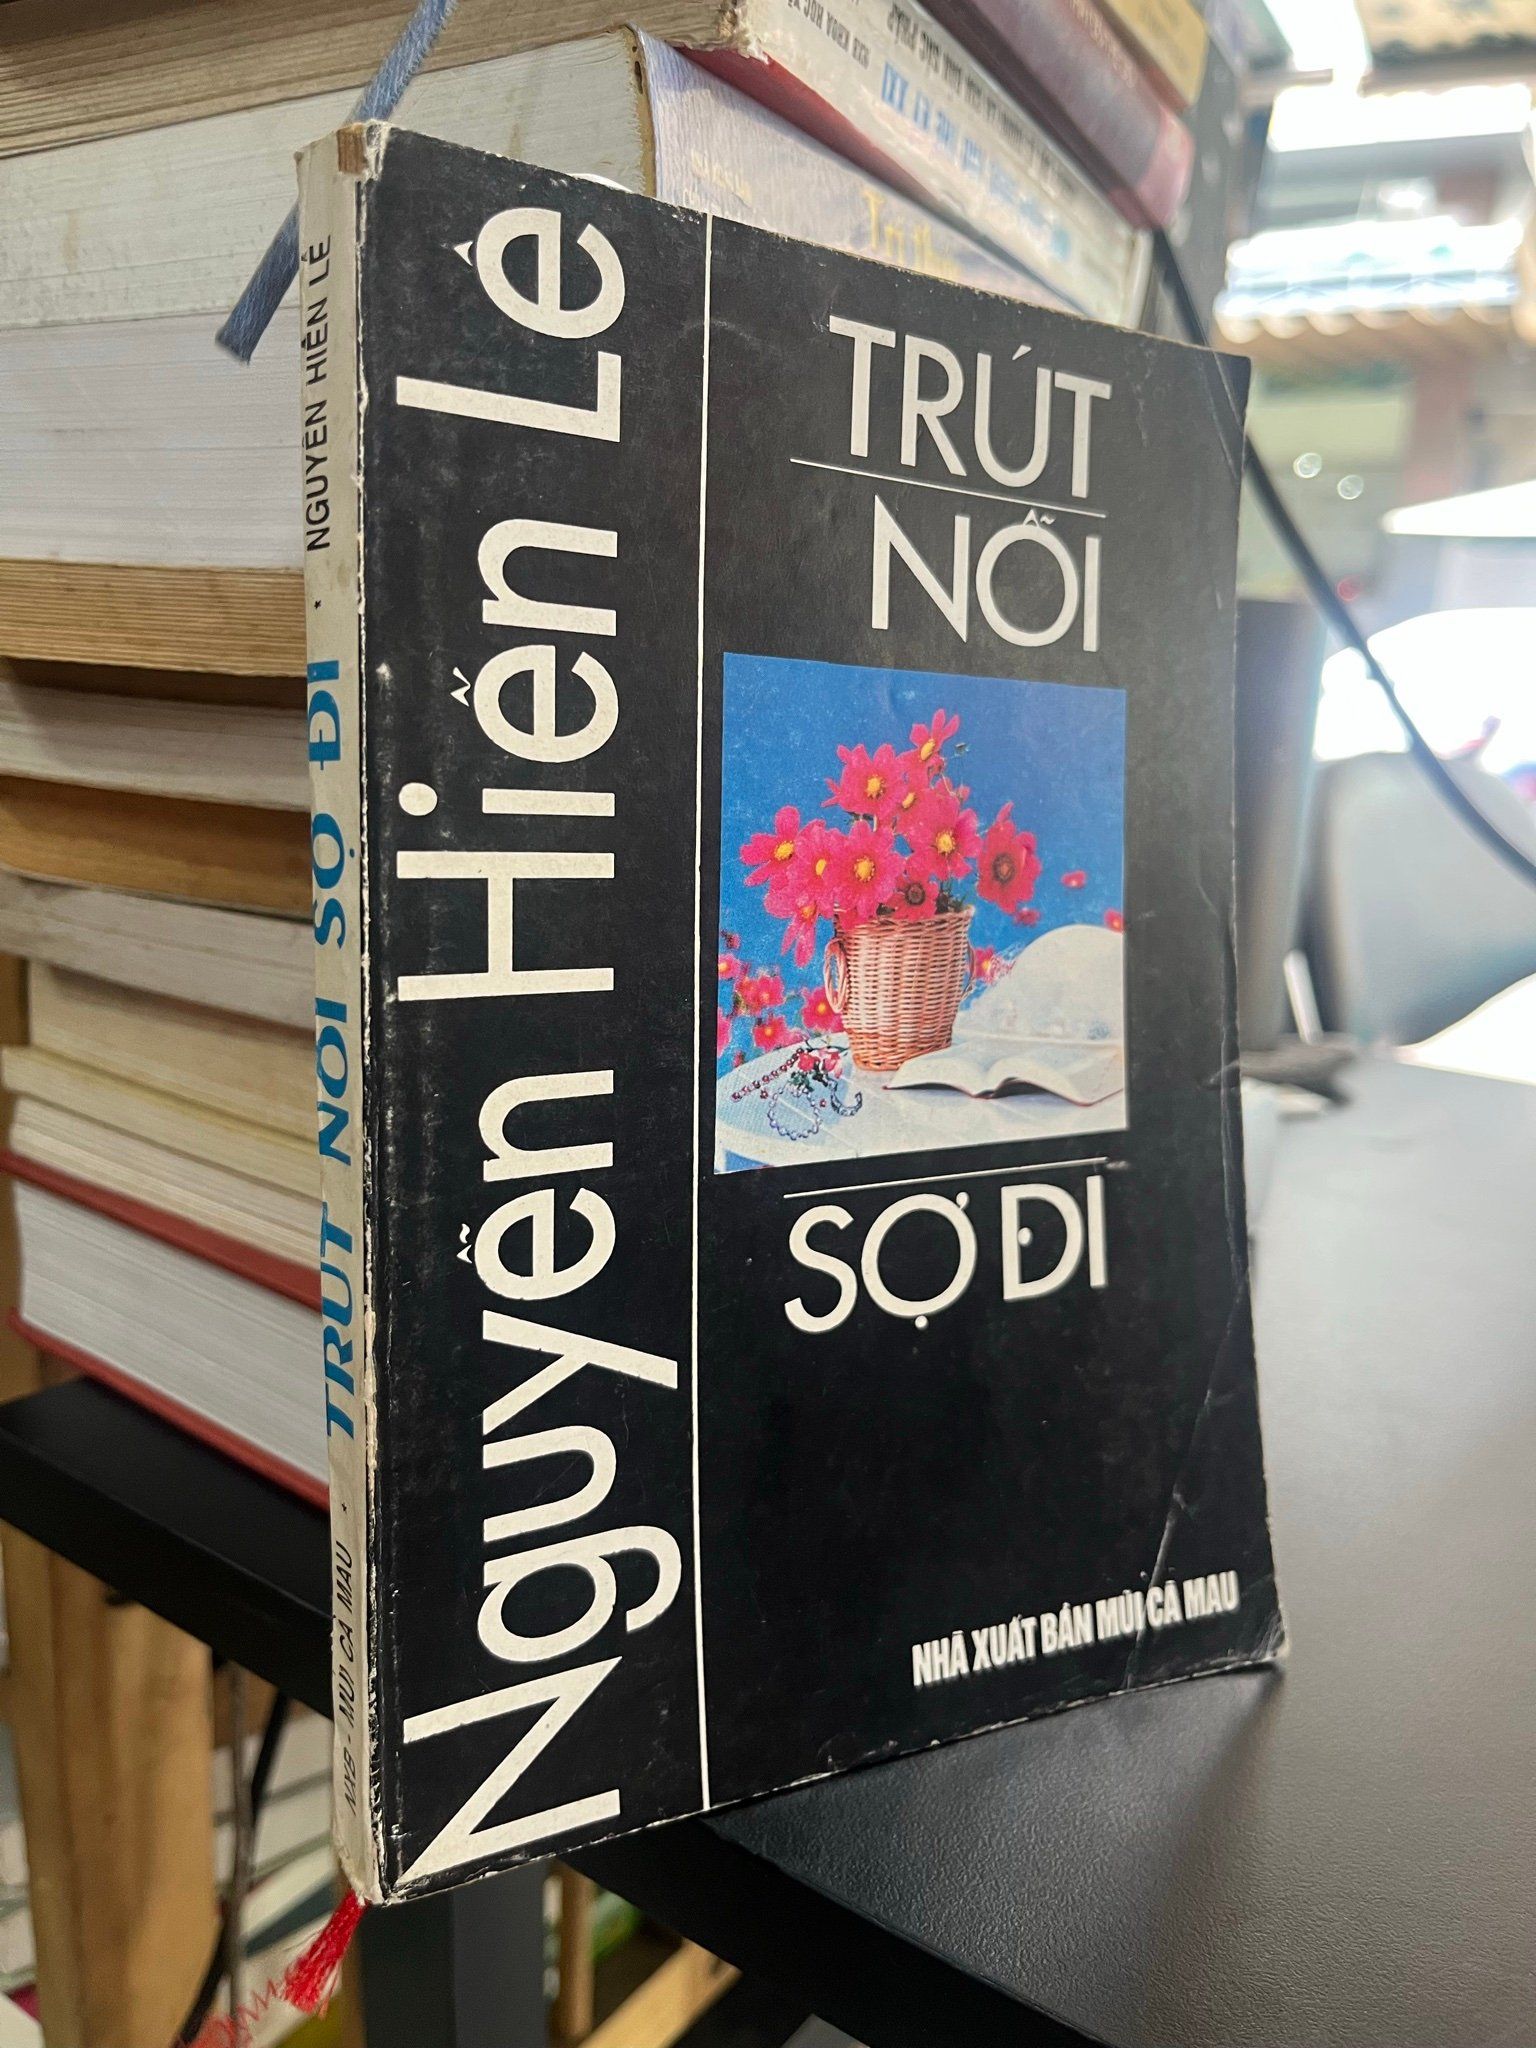 Nguyễn Hiến Lê
TRÚT
NỖI
SỢ ĐI
NHÀ XUẤT BẢN MŨI CÀ MAU
NXB - MŨI CÀ MAU * TRÚT NỖI SỢ ĐI * NGUYỄN HIẾN LÊ